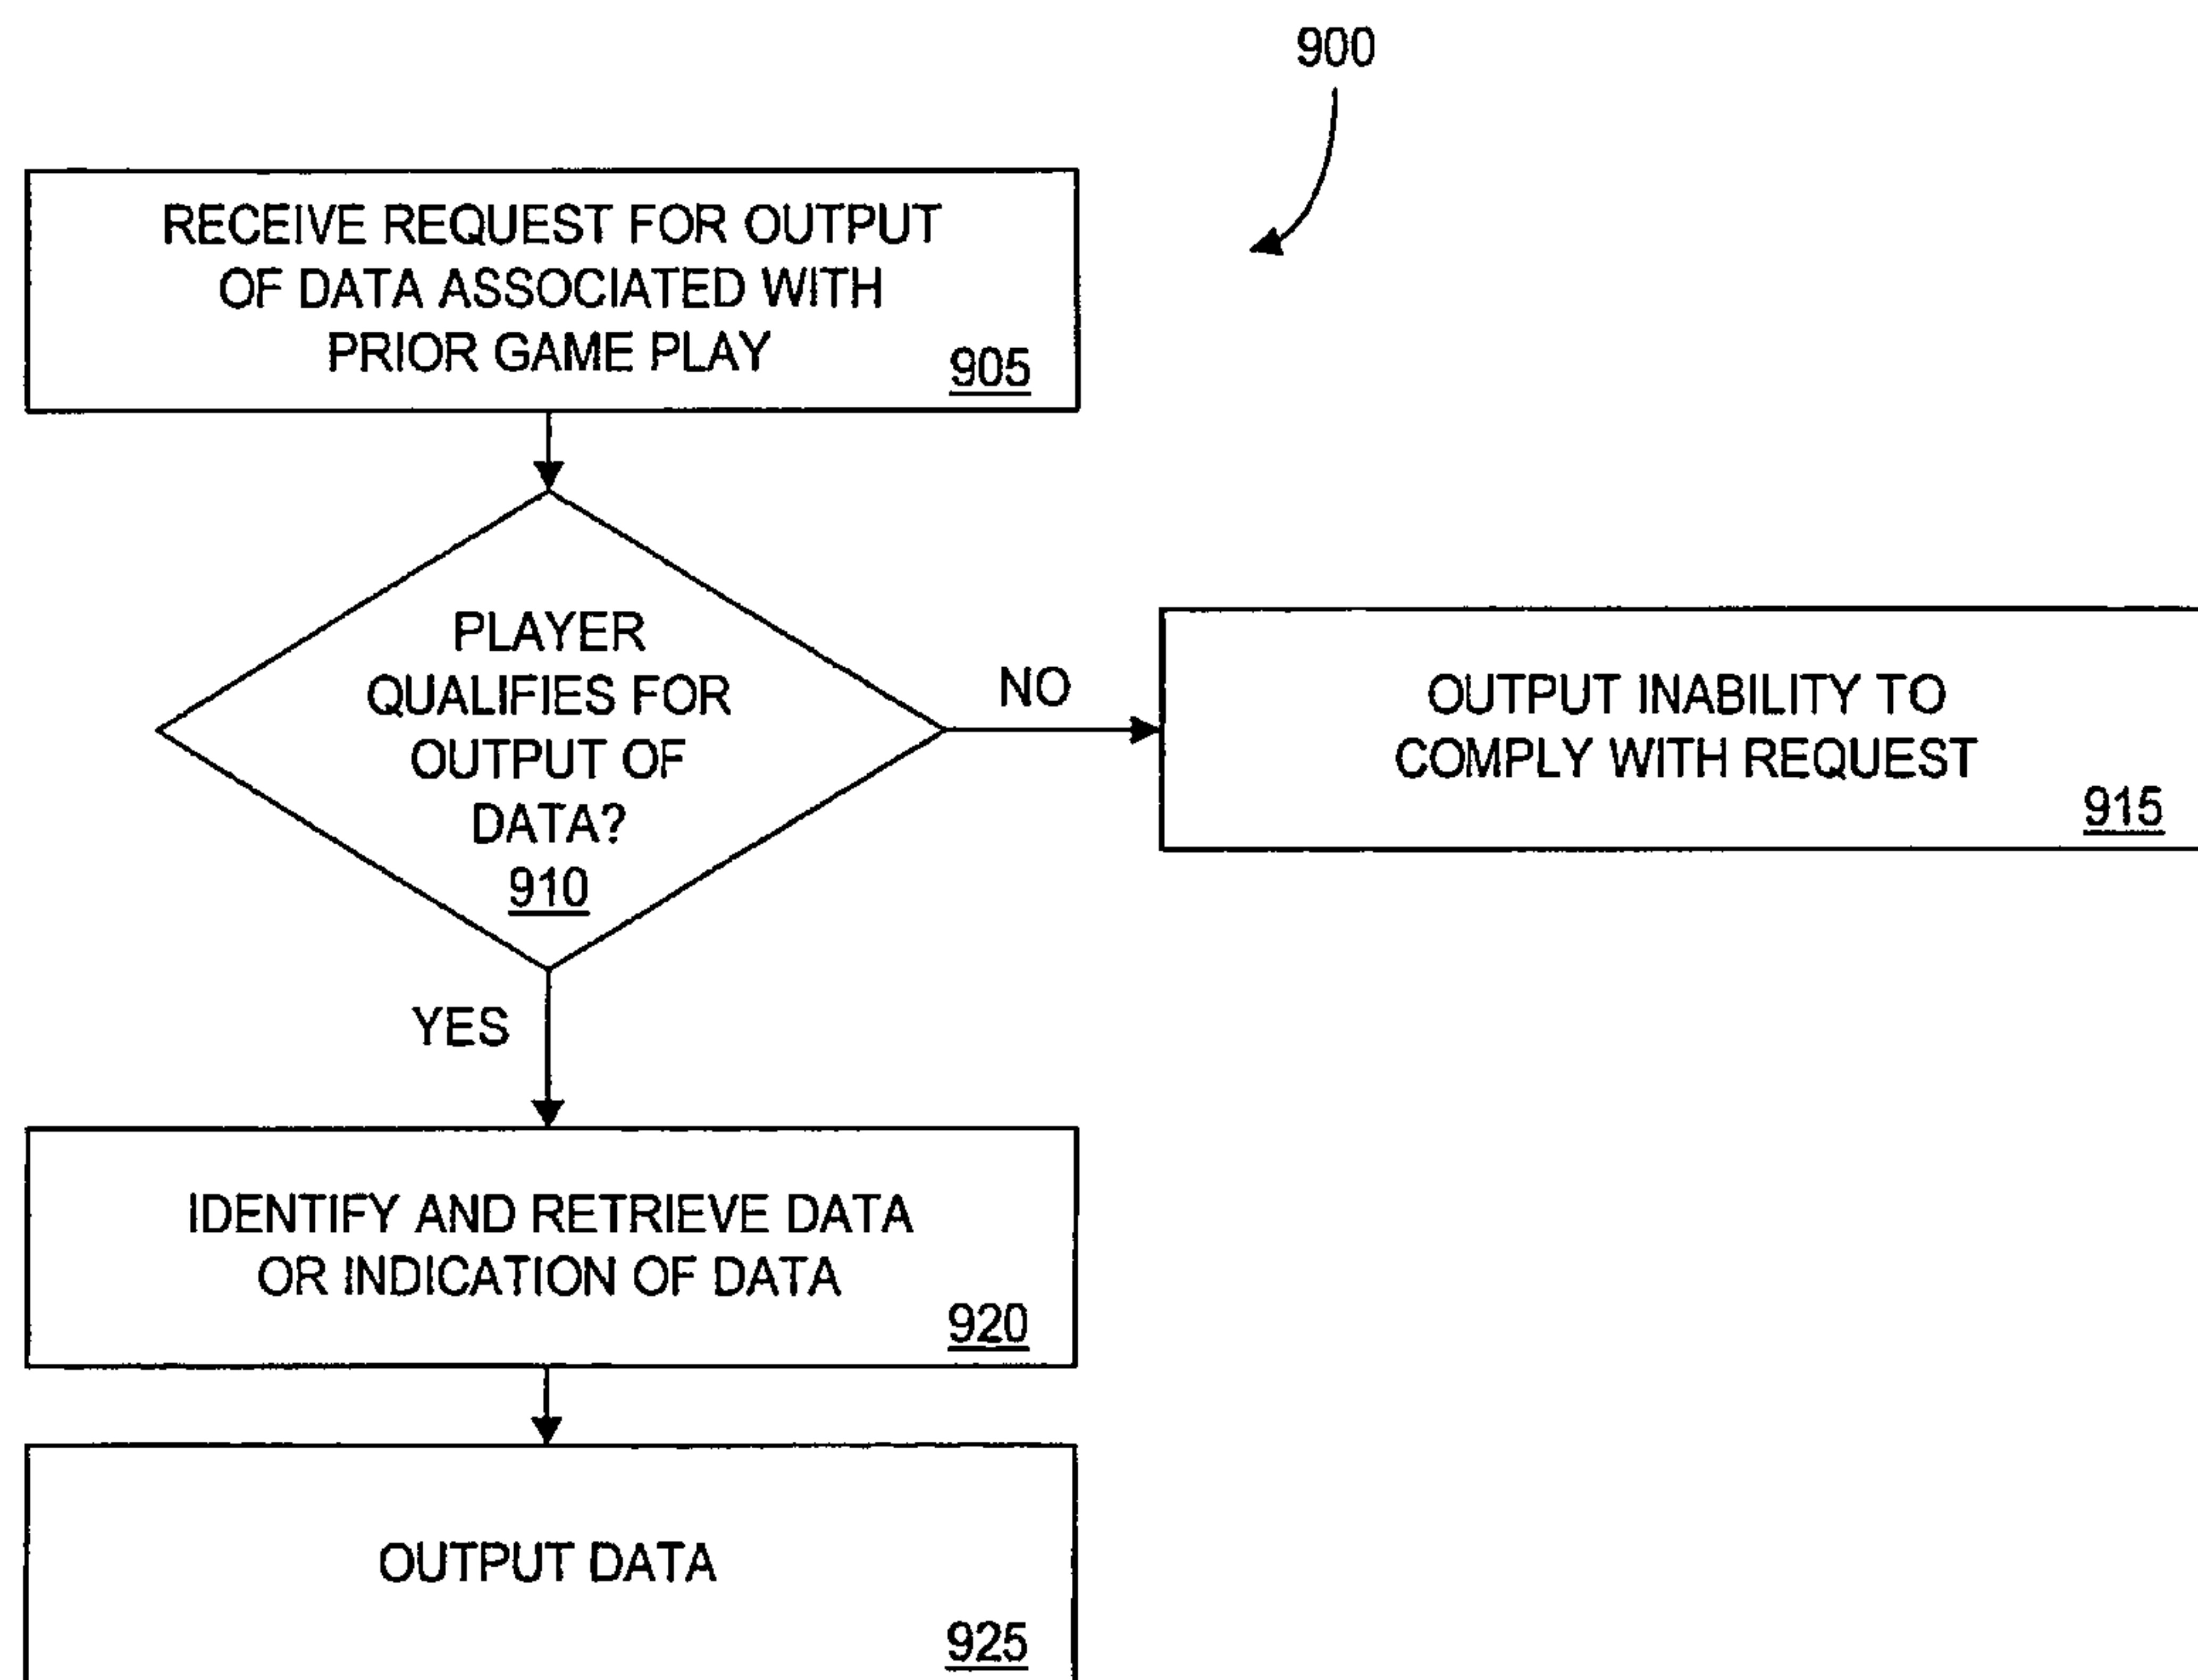 900
RECEIVE REQUEST FOR OUTPUT
OF DATA ASSOCIATED WITH
PRIOR GAME PLAY
905
PLAYER
QUALIFIES FOR
OUTPUT OF
DATA?
910
NO
OUTPUT INABILITY TO
COMPLY WITH REQUEST
915
YES
IDENTIFY AND RETRIEVE DATA
OR INDICATION OF DATA
920
OUTPUT DATA
925